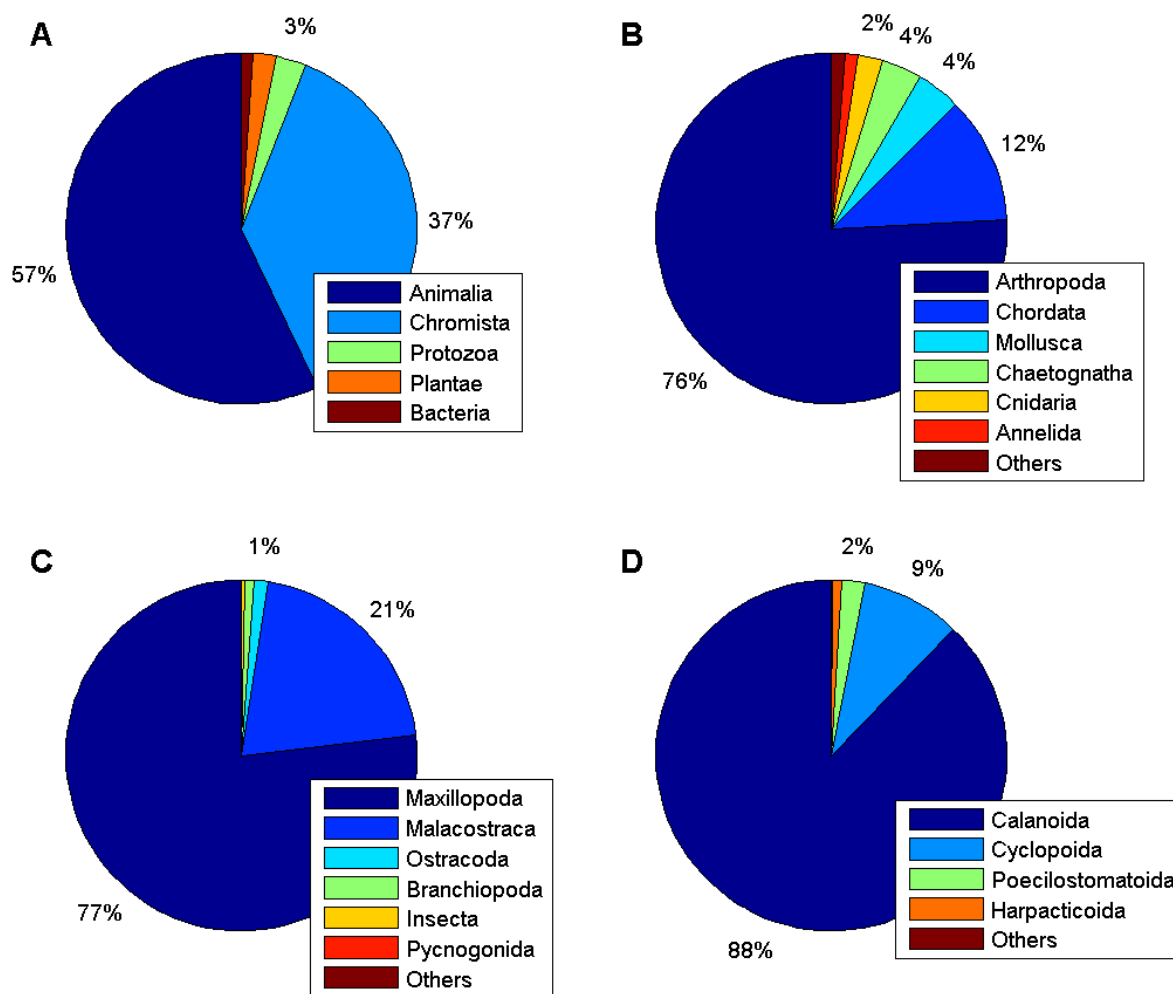 A
3%
37%
57%
Animalia
Chromista
Protozoa
Plantae
Bacteria
B
2%
4%
4%
12%
76%
Arthropoda
Chordata
Mollusca
Chaetognatha
Cnidaria
Annelida
Others
C
1%
21%
77%
Maxillopoda
Malacostraca
Ostracoda
Branchiopoda
Insecta
Pycnogonida
Others
D
2%
9%
88%
Calanoida
Cyclopoida
Poecilostomatoida
Harpacticoida
Others